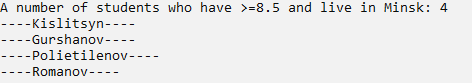 A number of students who have >=8.5 and live in Minsk: 4
----Kislitsyn----
----Gurshanov----
----Polietilenov----
----Romanov----